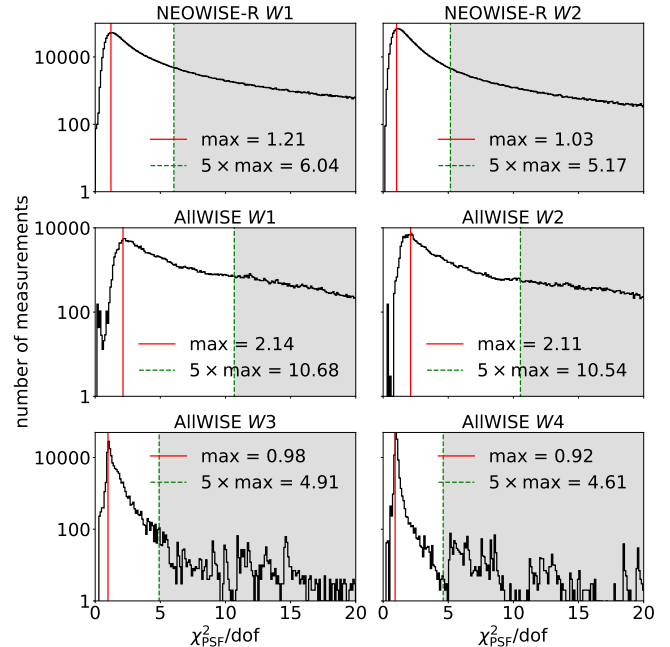 NEOWISE-R W1
NEOWISE-R W2
10000
100
1
max = 1.21
5 × max = 6.04
max = 1.03
5 × max = 5.17
number of measurements
AllWISE W1
AllWISE W2
10000
100
1
max = 2.14
5 × max = 10.68
max = 2.11
5 × max = 10.54
AllWISE W3
AllWISE W4
10000
100
1
max = 0.98
5 × max = 4.91
max = 0.92
5 × max = 4.61
0 5 10 15 20
0 5 10 15 20
χ²PSF/dof
χ²PSF/dof